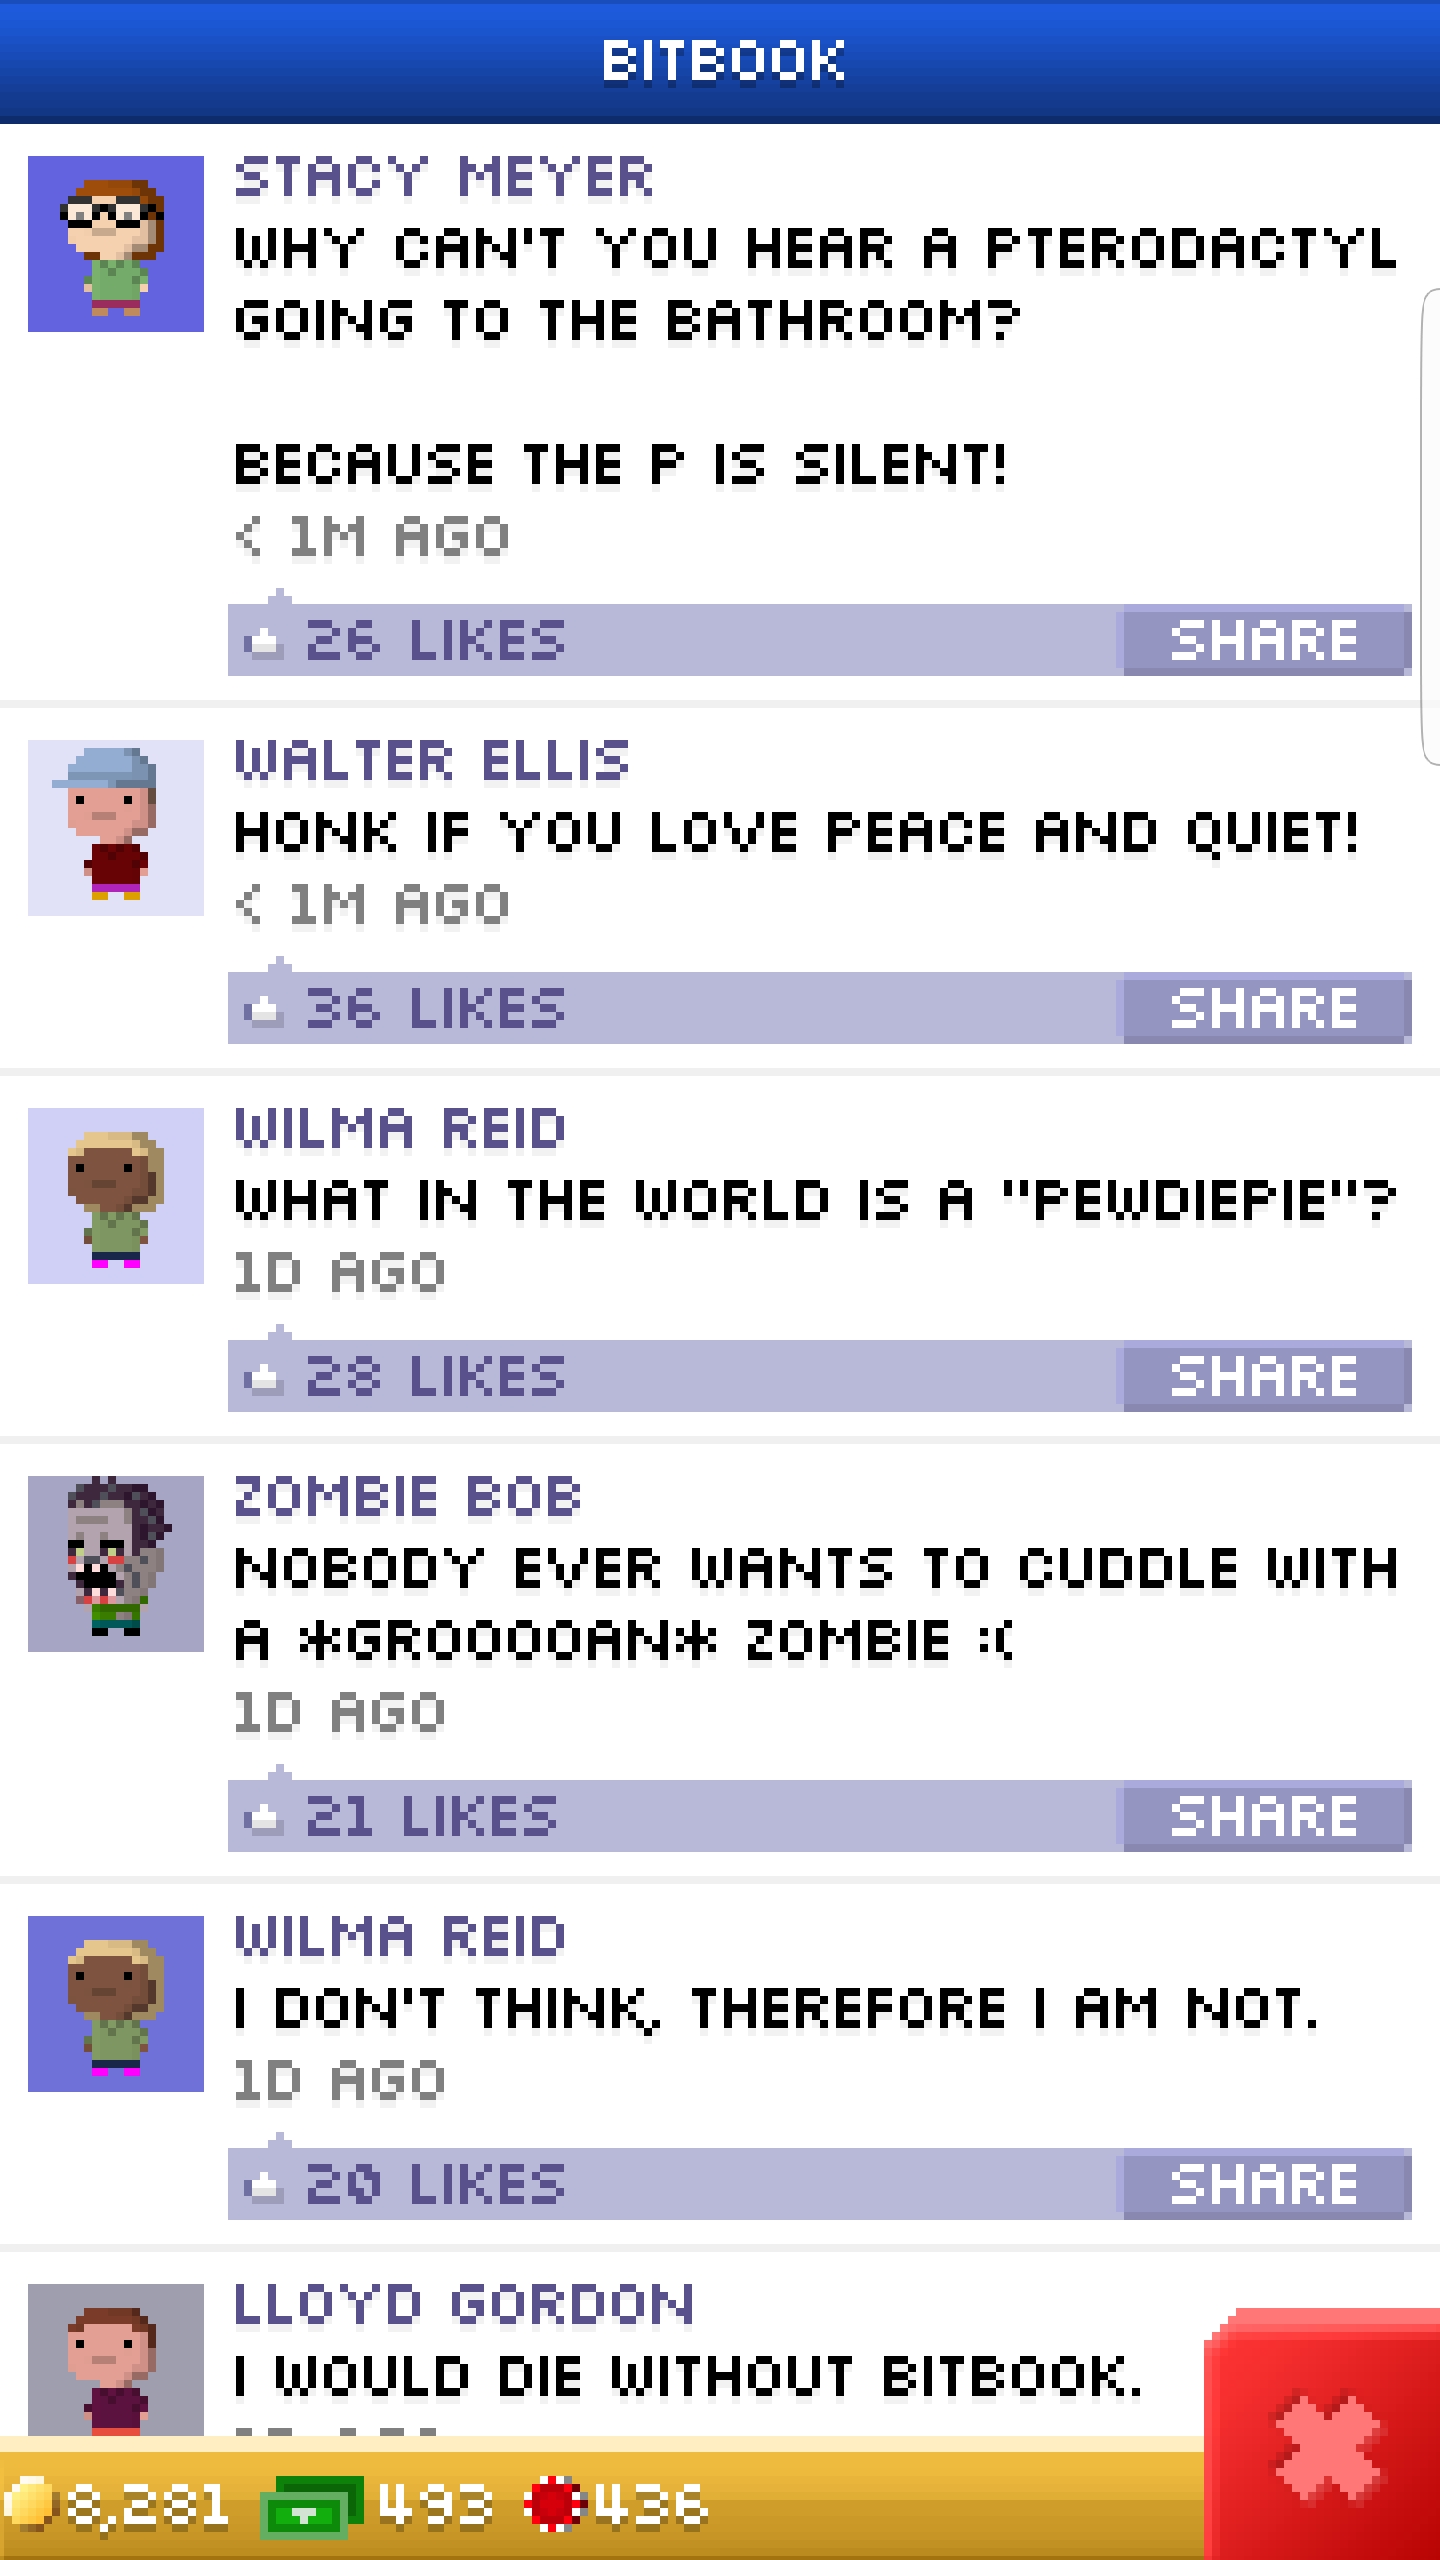 BITBOOK
STACY MEYER
WHY CAN'T YOU HEAR A PTERODACTYL
GOING TO THE BATHROOM?
BECAUSE THE P IS SILENT!
< 1M AGO
26 LIKES SHARE
WALTER ELLIS
HONK IF YOU LOVE PEACE AND QUIET!
< 1M AGO
36 LIKES SHARE
WILMA REID
WHAT IN THE WORLD IS A "PEWDIEPIE"?
1D AGO
28 LIKES SHARE
ZOMBIE BOB
NOBODY EVER WANTS TO CUDDLE WITH
A *GROOOOAN* ZOMBIE :(
1D AGO
21 LIKES SHARE
WILMA REID
I DON'T THINK, THEREFORE I AM NOT.
1D AGO
20 LIKES SHARE
LLOYD GORDON
I WOULD DIE WITHOUT BITBOOK.
8,281 493 436